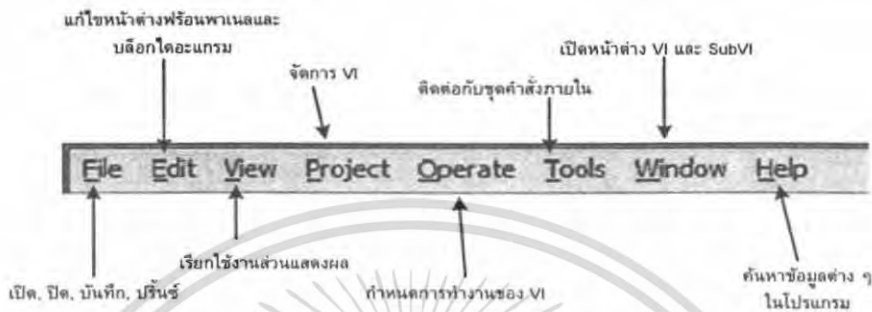 แก้ไขหน้าต่างฟร้อนพาเนลและ
บล็อกไดอะแกรม
จัดการ VI
ติดต่อกับชุดคำสั่งภายใน
เปิดหน้าต่าง VI และ SubVI
File Edit View Project Operate Tools Window Help
เปิด, ปิด, บันทึก, ปริ้นซ์
เรียกใช้งานส่วนแสดงผล
กำหนดการทำงานของ VI
ค้นหาข้อมูลต่าง ๆ
ในโปรแกรม